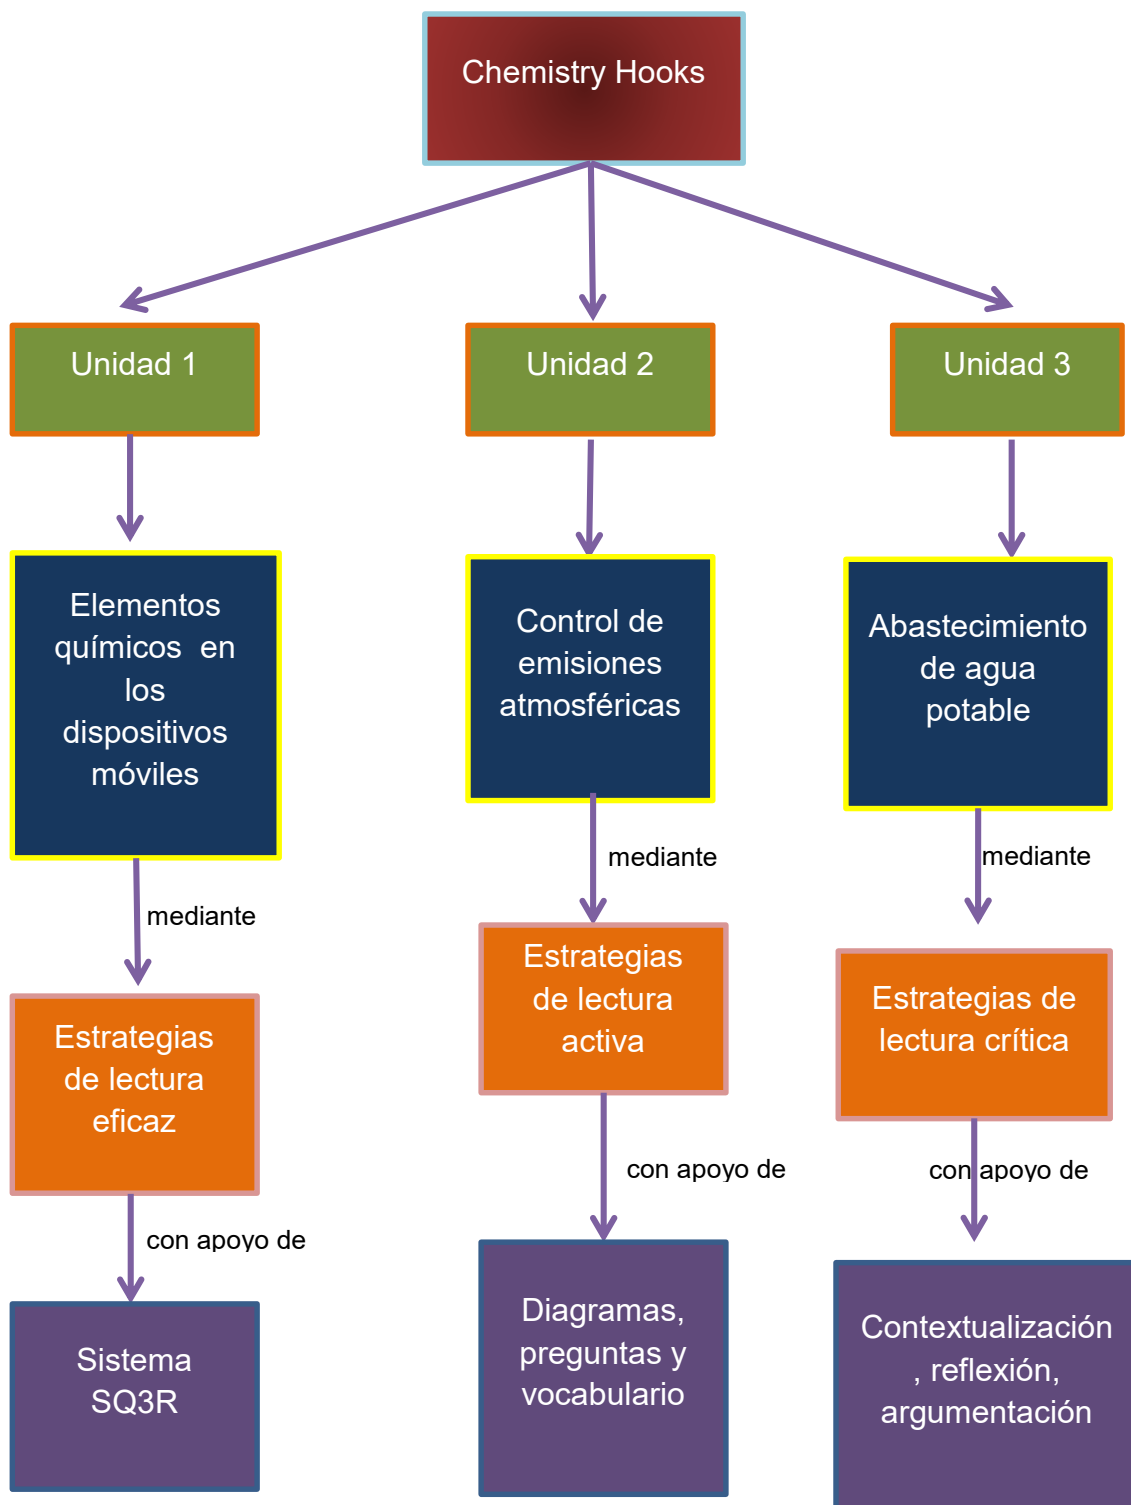 Chemistry Hooks
Unidad 1
Unidad 2
Unidad 3
Elementos
químicos en
los
dispositivos
móviles
Control de
emisiones
atmosféricas
Abastecimiento
de agua
potable
mediante
mediante
mediante
Estrategias
de lectura
eficaz
Estrategias
de lectura
activa
Estrategias de
lectura crítica
con apoyo de
con apoyo de
con apoyo de
Sistema
SQ3R
Diagramas,
preguntas y
vocabulario
Contextualización
, reflexión,
argumentación